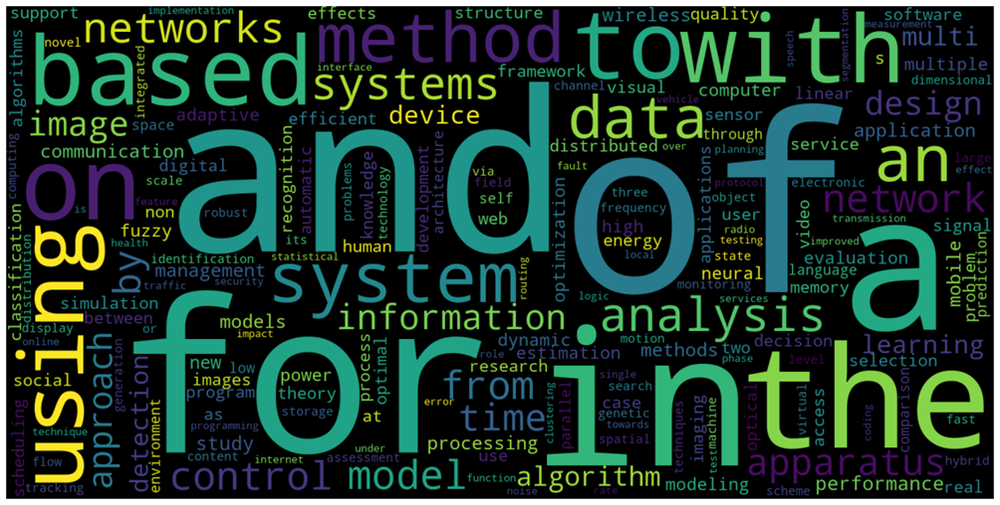 support
implementation
effects
structure
wireless
quality
software
novel
networks
method
to
with
multi
algorithms
integrated
based
interface
systems
framework
channel
visual
computer
multiple
s
speech
segmentation
measurement
dimensional
adaptive
device
vehicle
linear
design
image
space
efficient
data
sensor
through
application
communication
distributed
over
service
an
large
effect
computing
digital
and
of
a
on
recognition
automatic
problems
knowledge
via
field
technology
development
architecture
self
web
fault
three
frequency
planning
protocol
object
electronic
network
scale
is
feature
non
its
high
user
applications
radio
testing
video
transmission
signal
using
robust
fuzzy
human
energy
state
improved
by
health
identification
statistical
optimization
local
neural
evaluation
mobile
problem
prediction
classification
distribution
management
system
routing
monitoring
language
memory
traffic
security
simulation
logic
services
display
between
information
analysis
online
or
models
impact
dynamic
estimation
motion
methods
two
decision
learning
social
approach
generation
detection
new
low
for
process
optimal
from
research
role
phase
in
the
level
selection
images
power
theory
single
search
program
as
at
time
case
genetic
parallel
techniques
test
machine
imaging
optical
virtual
access
coding
comparison
fast
scheduling
technique
environment
programming
storage
error
study
under
processing
clustering
towards
spatial
content
internet
assessment
use
apparatus
hybrid
flow
tracking
control
model
function
noise
algorithm
rate
modeling
scheme
performance
real